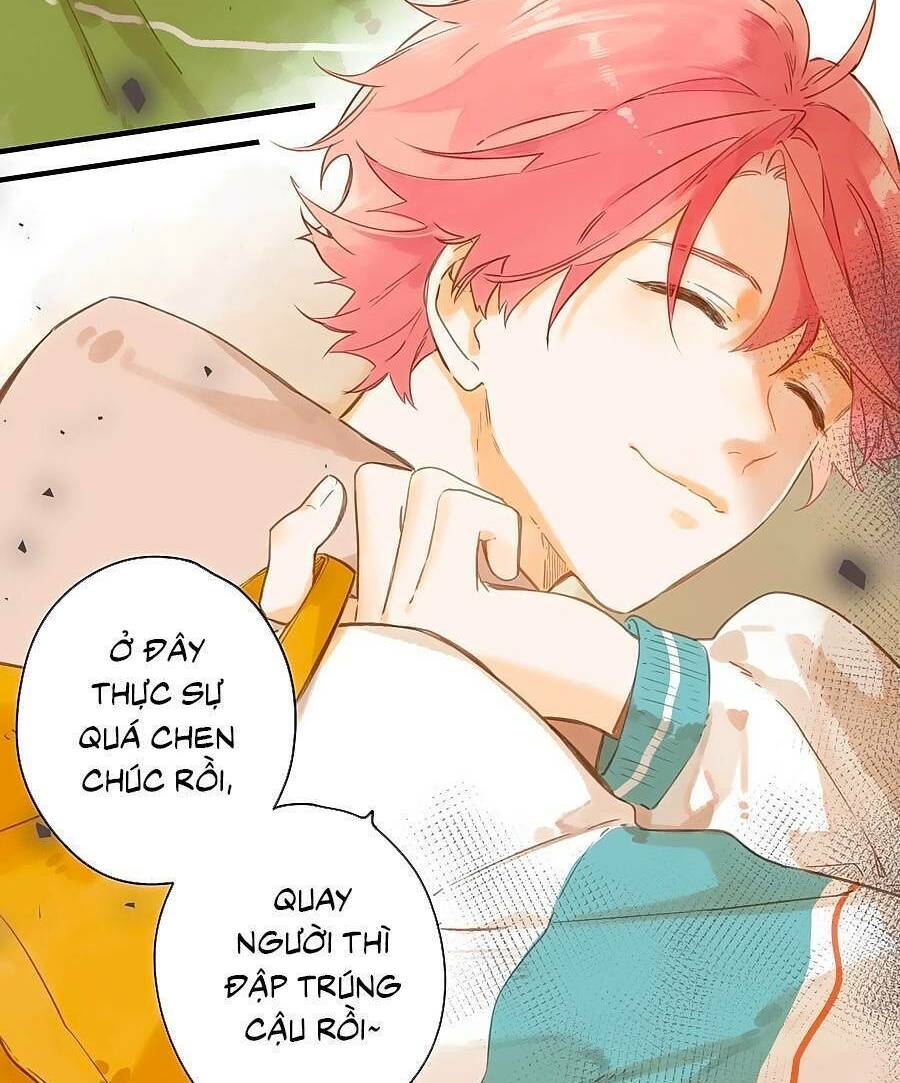 Ở ĐÂY
THỰC SỰ
QUÁ CHEN
CHÚC RỒI,
QUAY
NGƯỜI THÌ
ĐẬP TRÚNG
CẬU RỒI~